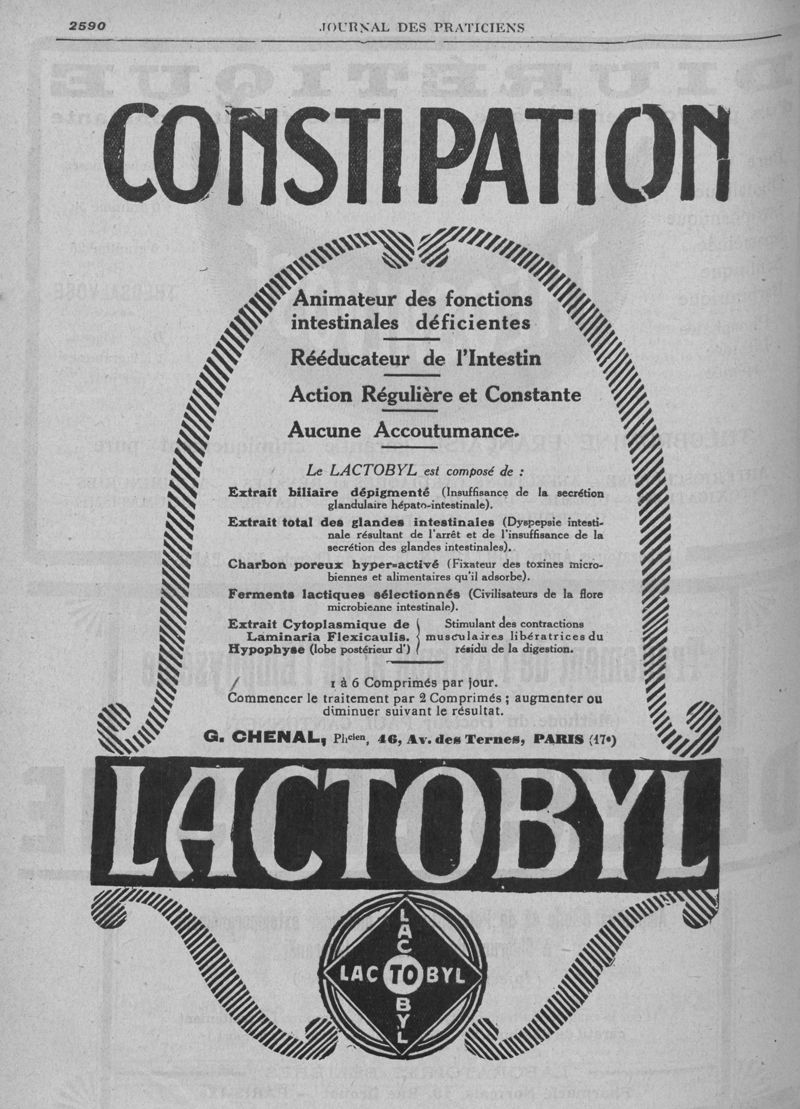 2590
JOURNAL DES PRATICIENS
CONSTIPATION
Animateur des fonctions
intestinales déficientes
Rééducateur de l'Intestin
Action Régulière et Constante
Aucune Accoutumance.
Le LACTOBYL est composé de :
Extrait biliaire dépigmenté (Insuffisance de la secrétion
glandulaire hépato-intestinale).
Extrait total des glandes intestinales (Dyspepsie intesti-
nale résultant de l'arrêt et de l'insuffisance de la
secrétion des glandes intestinales).
Charbon poreux hyper-activé (Fixateur des toxines micro-
biennes et alimentaires qu'il adsorbe).
Ferments lactiques sélectionnés (Civilisateurs de la flore
microbienne intestinale).
Extrait Cytoplasmique de
Laminaria Flexicaulis.
Hypophyse (lobe postérieur d')
Stimulant des contractions
musculaires libératrices du
résidu de la digestion.
1 à 6 Comprimés par jour.
Commencer le traitement par 2 Comprimés ; augmenter ou
diminuer suivant le résultat.
G. CHENAL, Phcien, 46, Av. des Ternes, PARIS (17e)
LACTOBYL
LACTOBYL
LACTOBYL